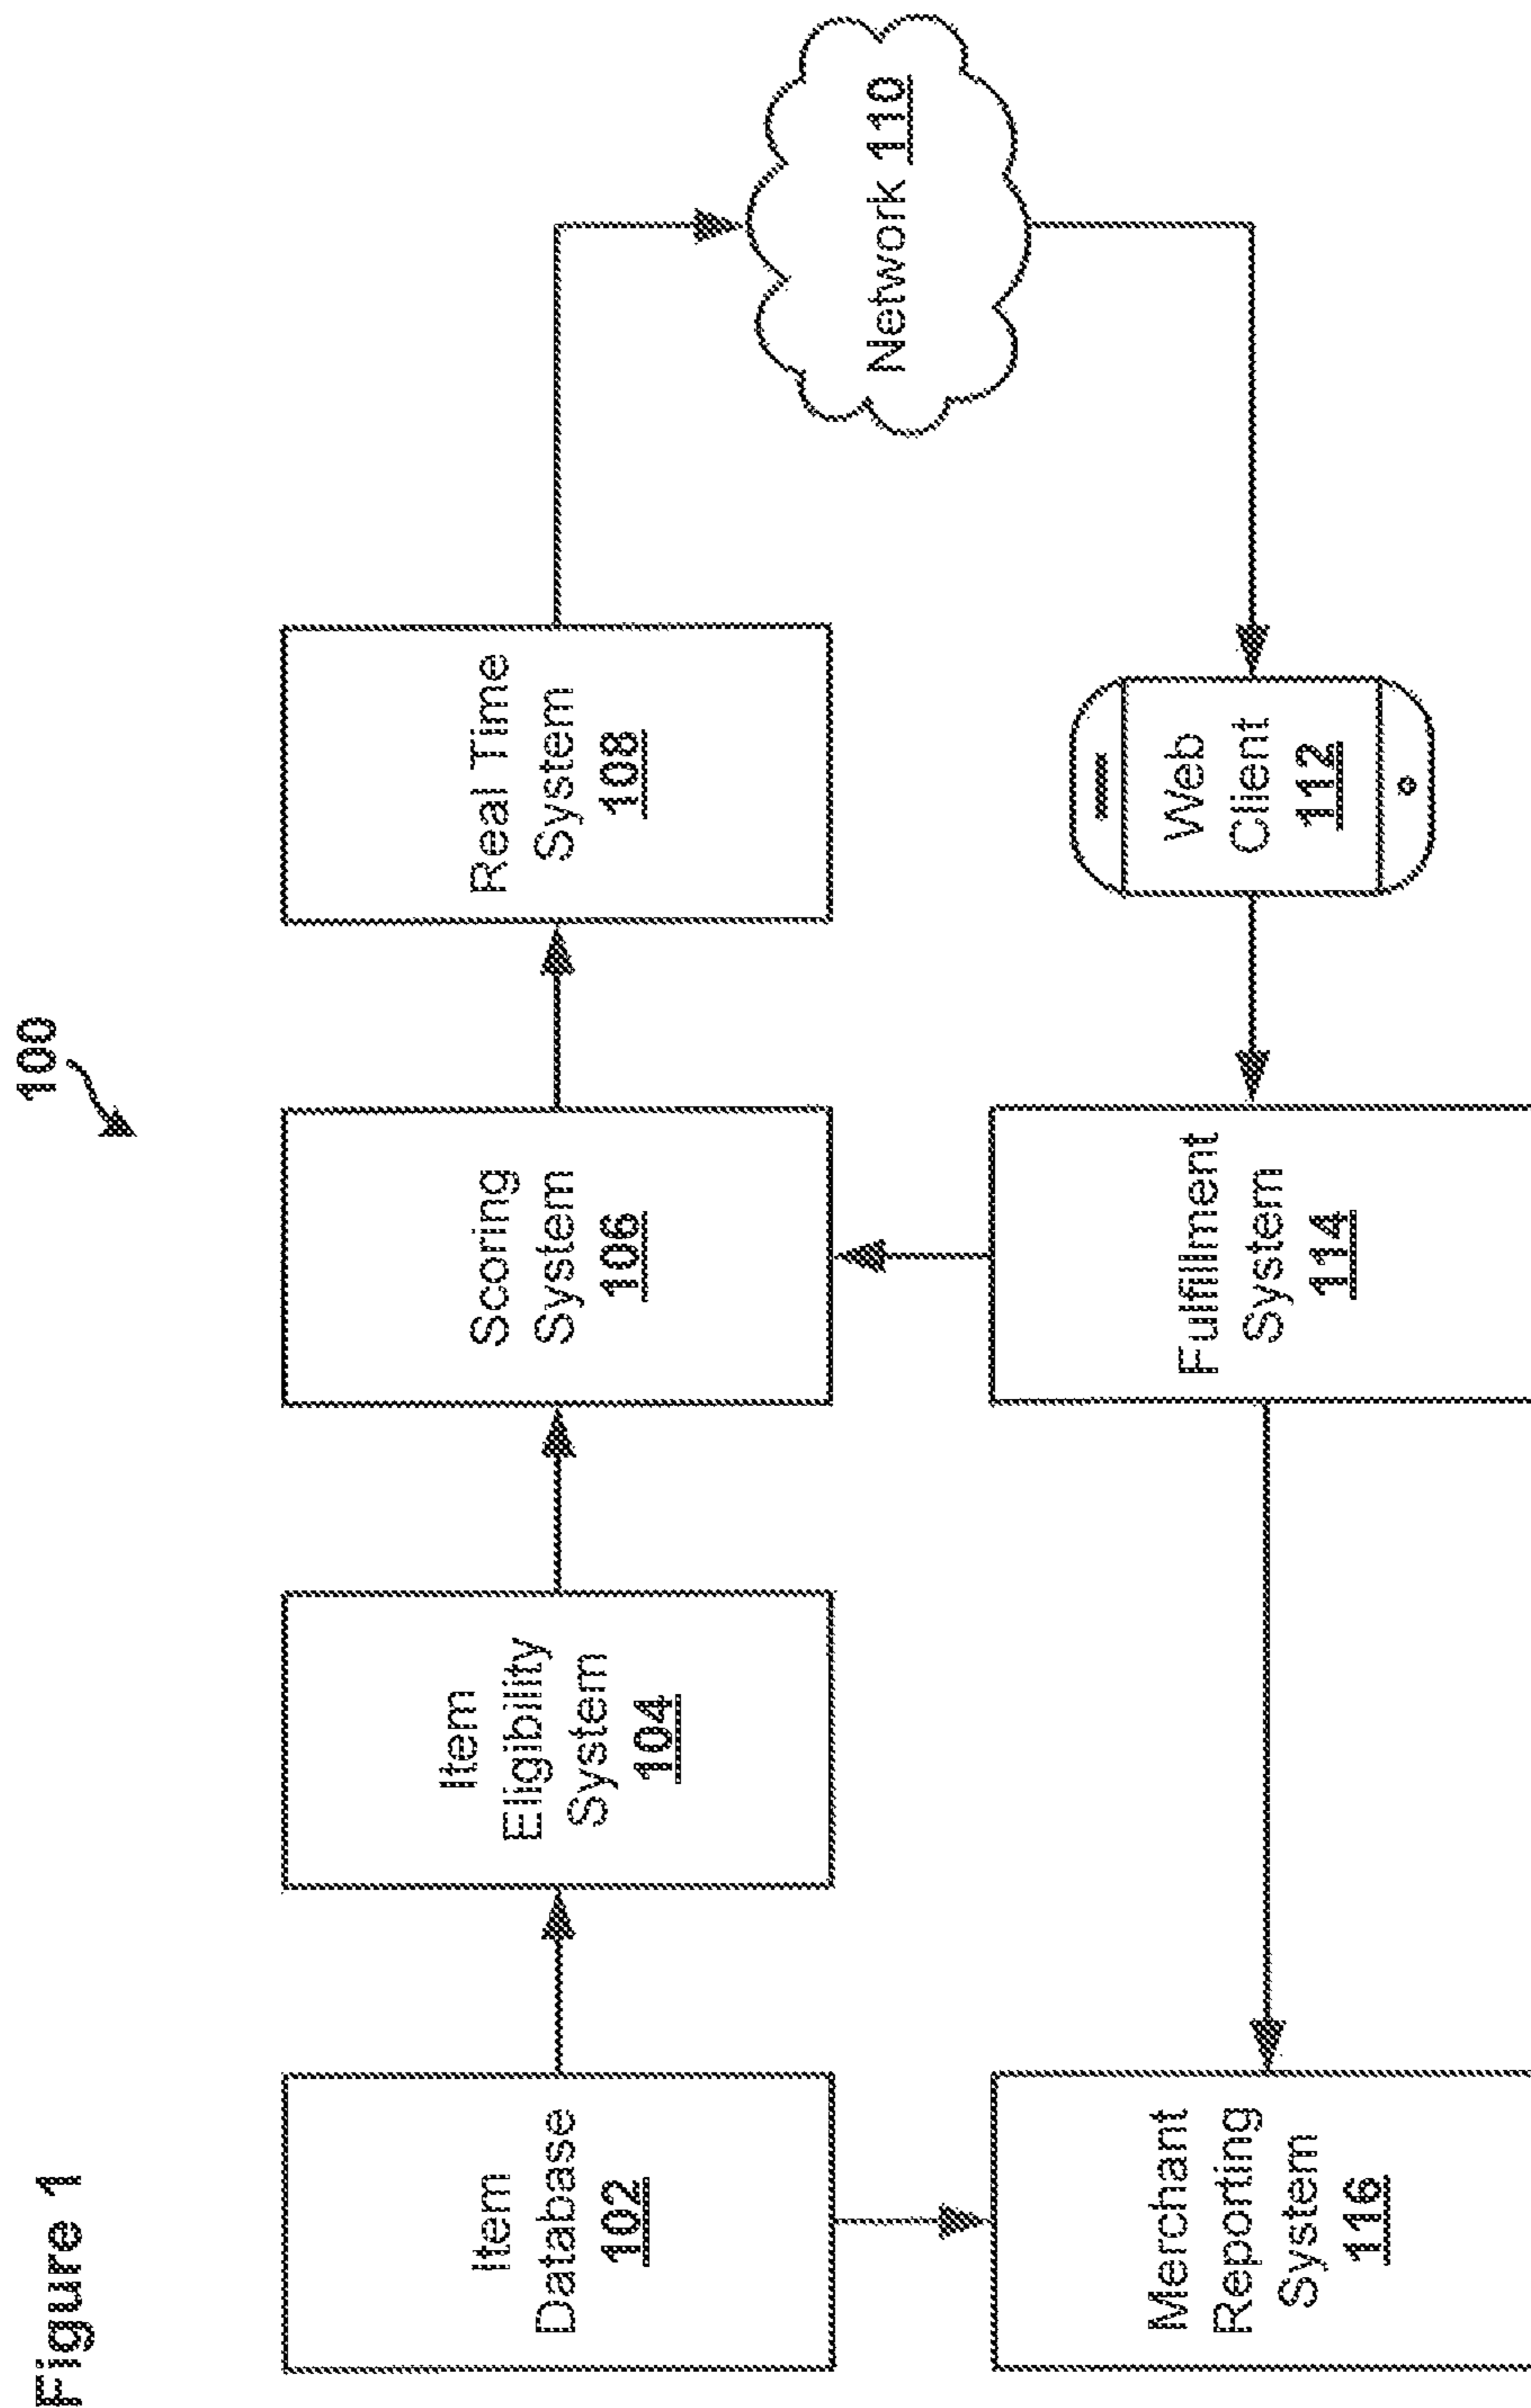 Figure 1
100
Item
Database
102
Item
Eligibility
System
104
Scoring
System
106
Real Time
System
108
Network 110
Merchant
Reporting
System
116
Fulfillment
System
114
Web
Client
112